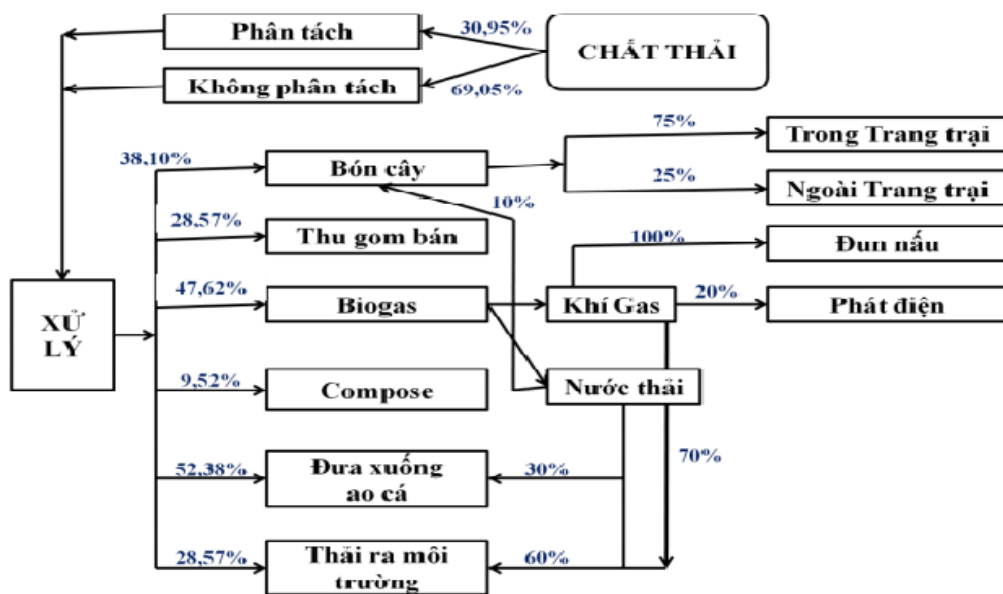 Phân tách
30,95%
CHẤT THẢI
Không phân tách
69,05%
75%
Trong Trang trại
38,10%
Bón cây
25%
Ngoài Trang trại
10%
28,57%
Thu gom bán
100%
Đun nấu
47,62%
Biogas
Khí Gas
20%
Phát điện
XỬ
LÝ
9,52%
Compose
Nước thải
70%
52,38%
Đưa xuống
ao cá
30%
28,57%
Thải ra môi
trường
60%